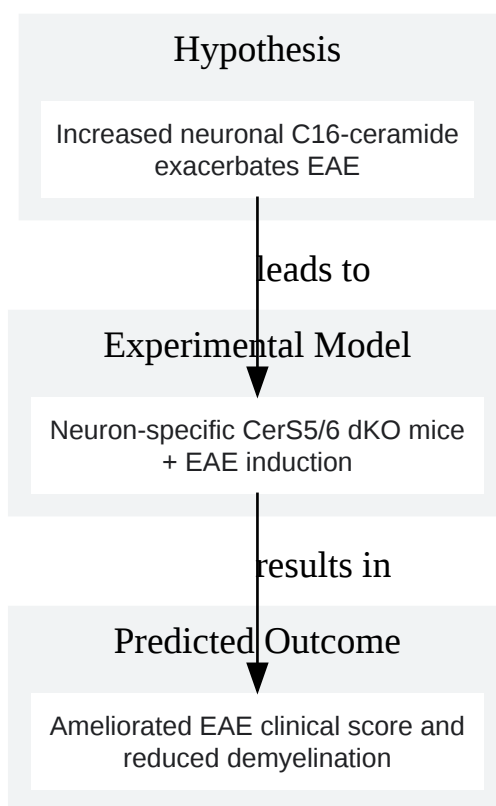 Hypothesis
Increased neuronal C16-ceramide
exacerbates EAE
leads to
Experimental Model
Neuron-specific CerS5/6 dKO mice
+ EAE induction
results in
Predicted Outcome
Ameliorated EAE clinical score and
reduced demyelination